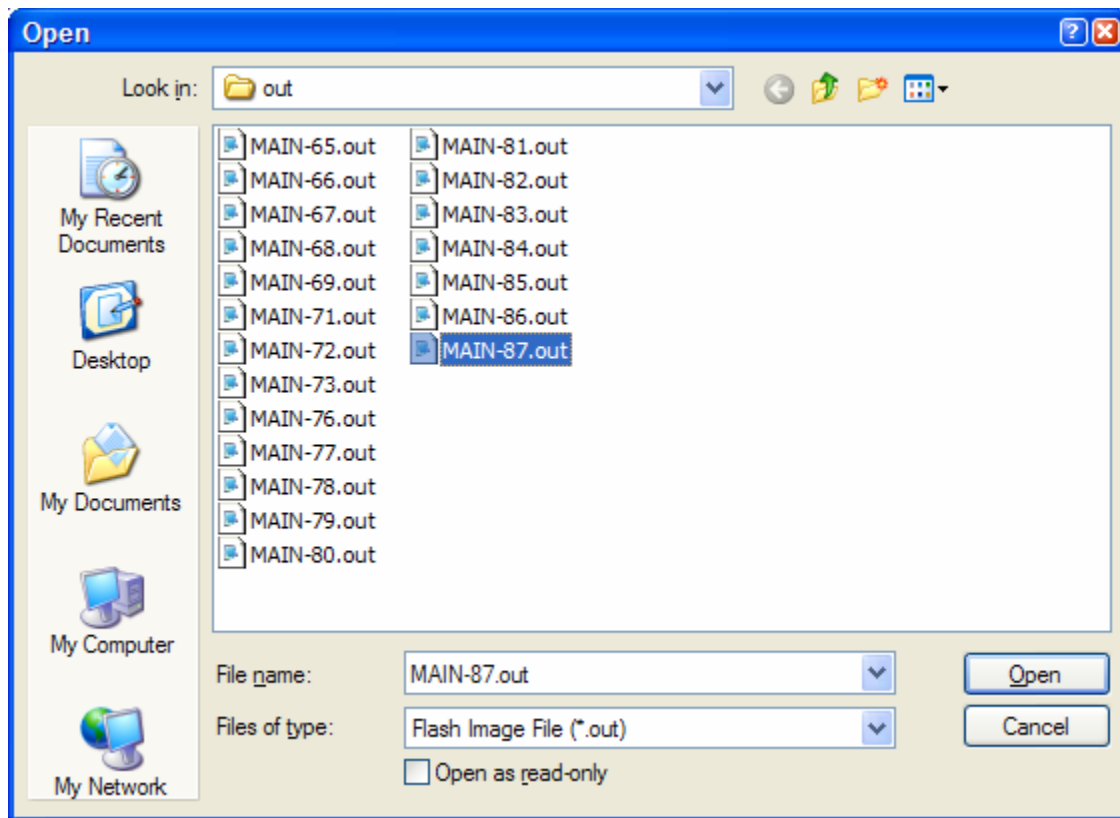 Open
Look in: out
My Recent
Documents
Desktop
My Documents
My Computer
My Network
MAIN-65.out
MAIN-66.out
MAIN-67.out
MAIN-68.out
MAIN-69.out
MAIN-71.out
MAIN-72.out
MAIN-73.out
MAIN-76.out
MAIN-77.out
MAIN-78.out
MAIN-79.out
MAIN-80.out
MAIN-81.out
MAIN-82.out
MAIN-83.out
MAIN-84.out
MAIN-85.out
MAIN-86.out
MAIN-87.out
File name: MAIN-87.out Open
Files of type: Flash Image File (*.out) Cancel
Open as read-only